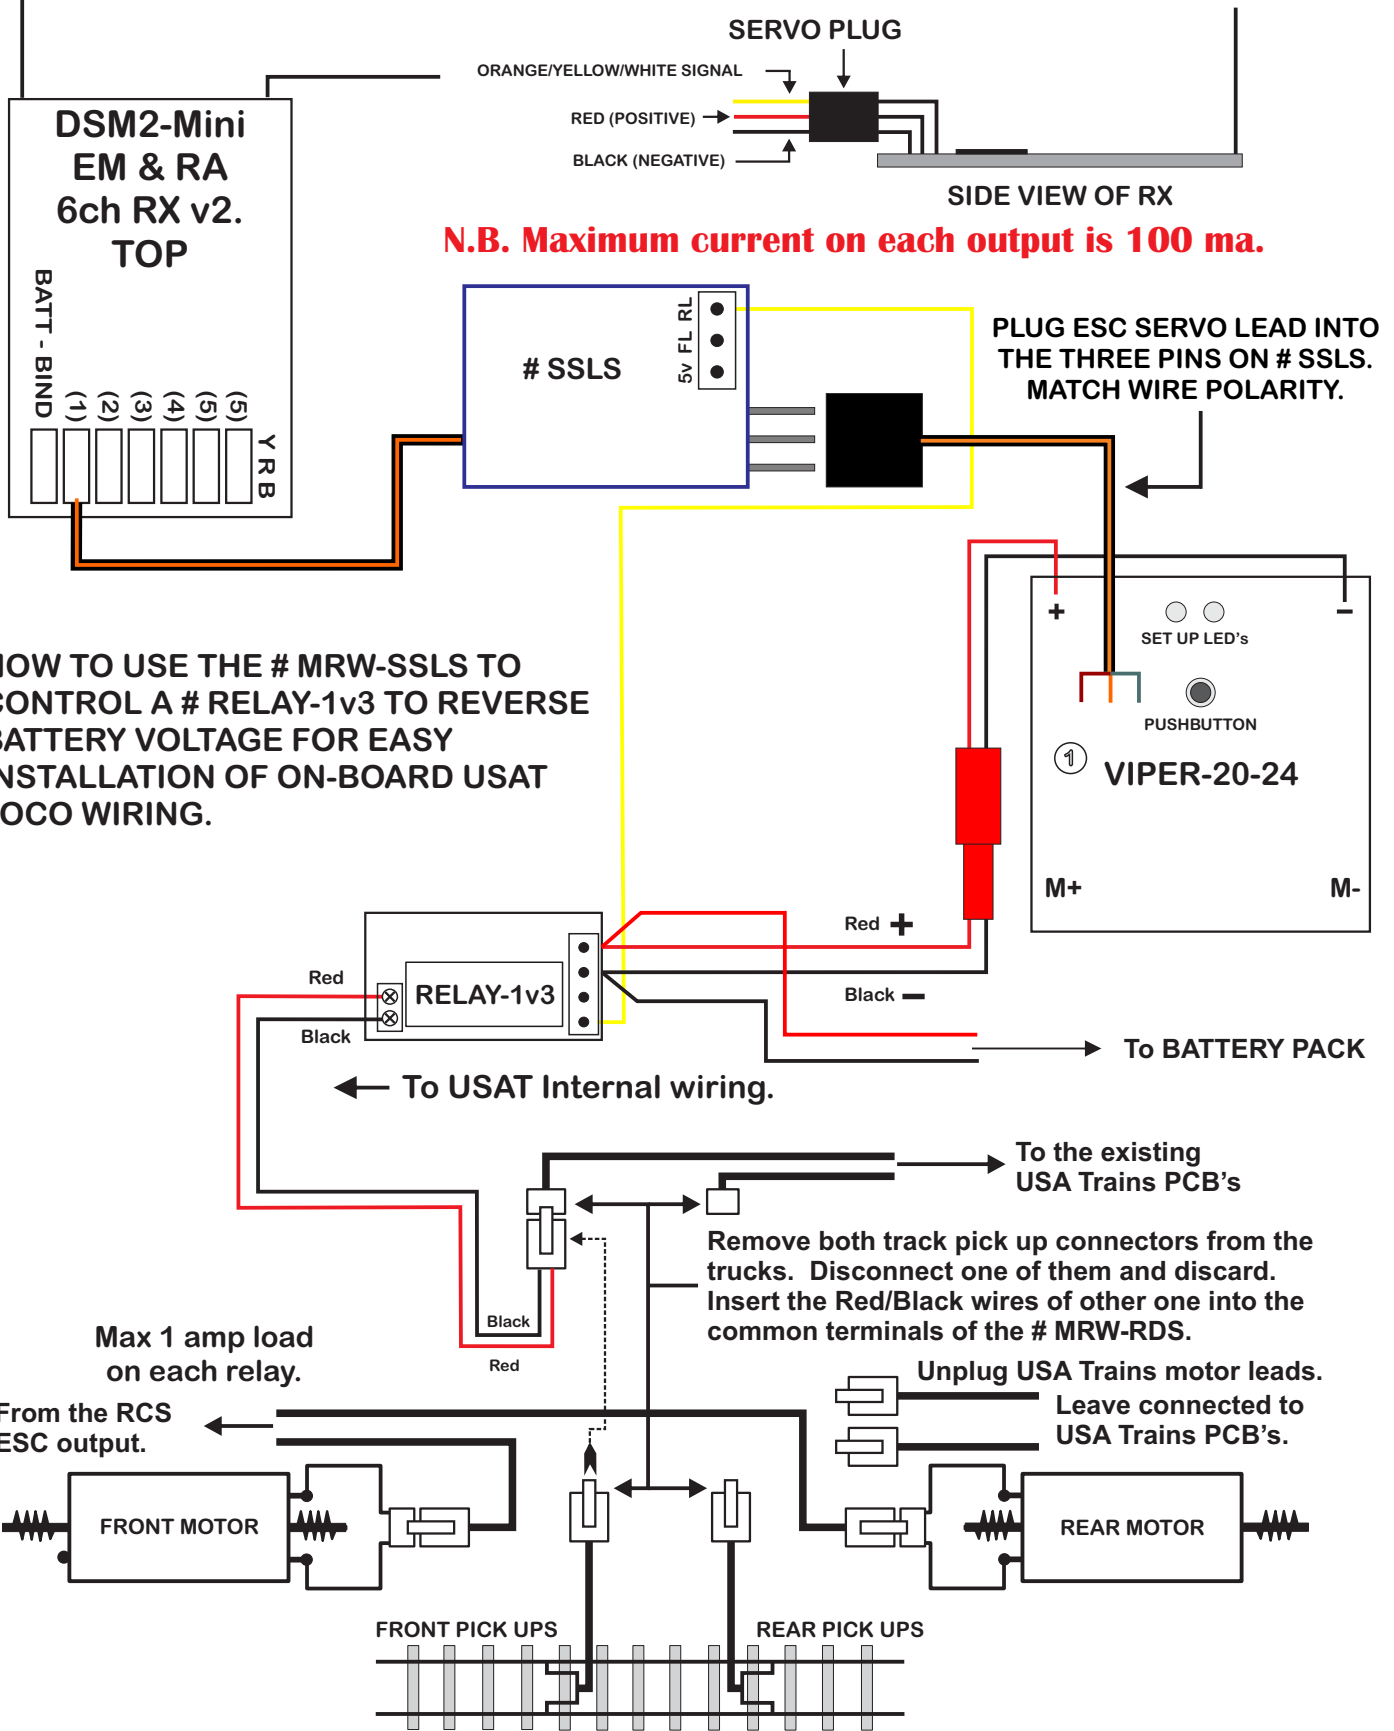 SERVO PLUG
ORANGE/YELLOW/WHITE SIGNAL
RED (POSITIVE)
BLACK (NEGATIVE)
SIDE VIEW OF RX
DSM2-Mini
EM & RA
6ch RX v2.
TOP
BATT - BIND
(1)
(2)
(3)
(4)
(5)
(5)
Y R B
N.B. Maximum current on each output is 100 ma.
# SSLS
5v FL RL
PLUG ESC SERVO LEAD INTO
THE THREE PINS ON # SSLS.
MATCH WIRE POLARITY.
+
–
SET UP LED's
PUSHBUTTON
1
VIPER-20-24
M+
M-
HOW TO USE THE # MRW-SSLS TO
CONTROL A # RELAY-1v3 TO REVERSE
BATTERY VOLTAGE FOR EASY
INSTALLATION OF ON-BOARD USAT
LOCO WIRING.
Red +
Black –
Red
Black
RELAY-1v3
To BATTERY PACK
To USAT Internal wiring.
To the existing
USA Trains PCB's
Remove both track pick up connectors from the
trucks. Disconnect one of them and discard.
Insert the Red/Black wires of other one into the
common terminals of the # MRW-RDS.
Black
Red
Max 1 amp load
on each relay.
Unplug USA Trains motor leads.
Leave connected to
USA Trains PCB's.
From the RCS
ESC output.
FRONT MOTOR
REAR MOTOR
FRONT PICK UPS
REAR PICK UPS